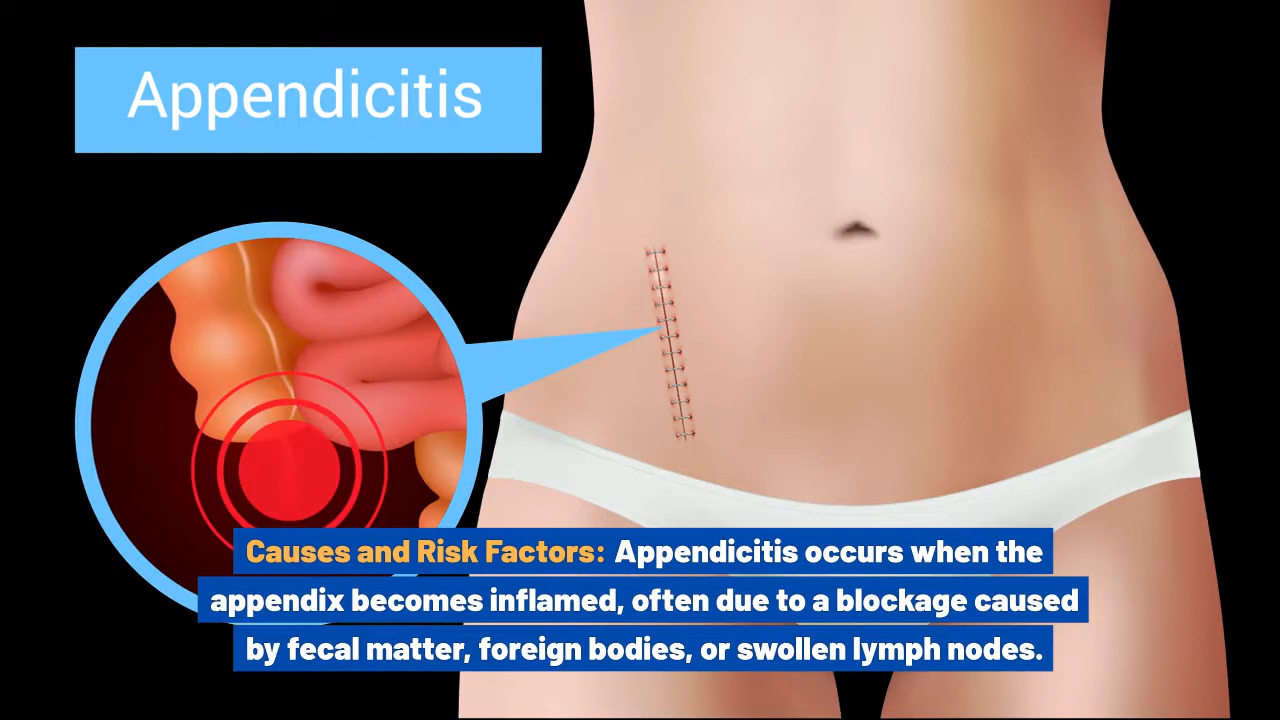 Appendicitis
Causes and Risk Factors: Appendicitis occurs when the
appendix becomes inflamed, often due to a blockage caused
by fecal matter, foreign bodies, or swollen lymph nodes.